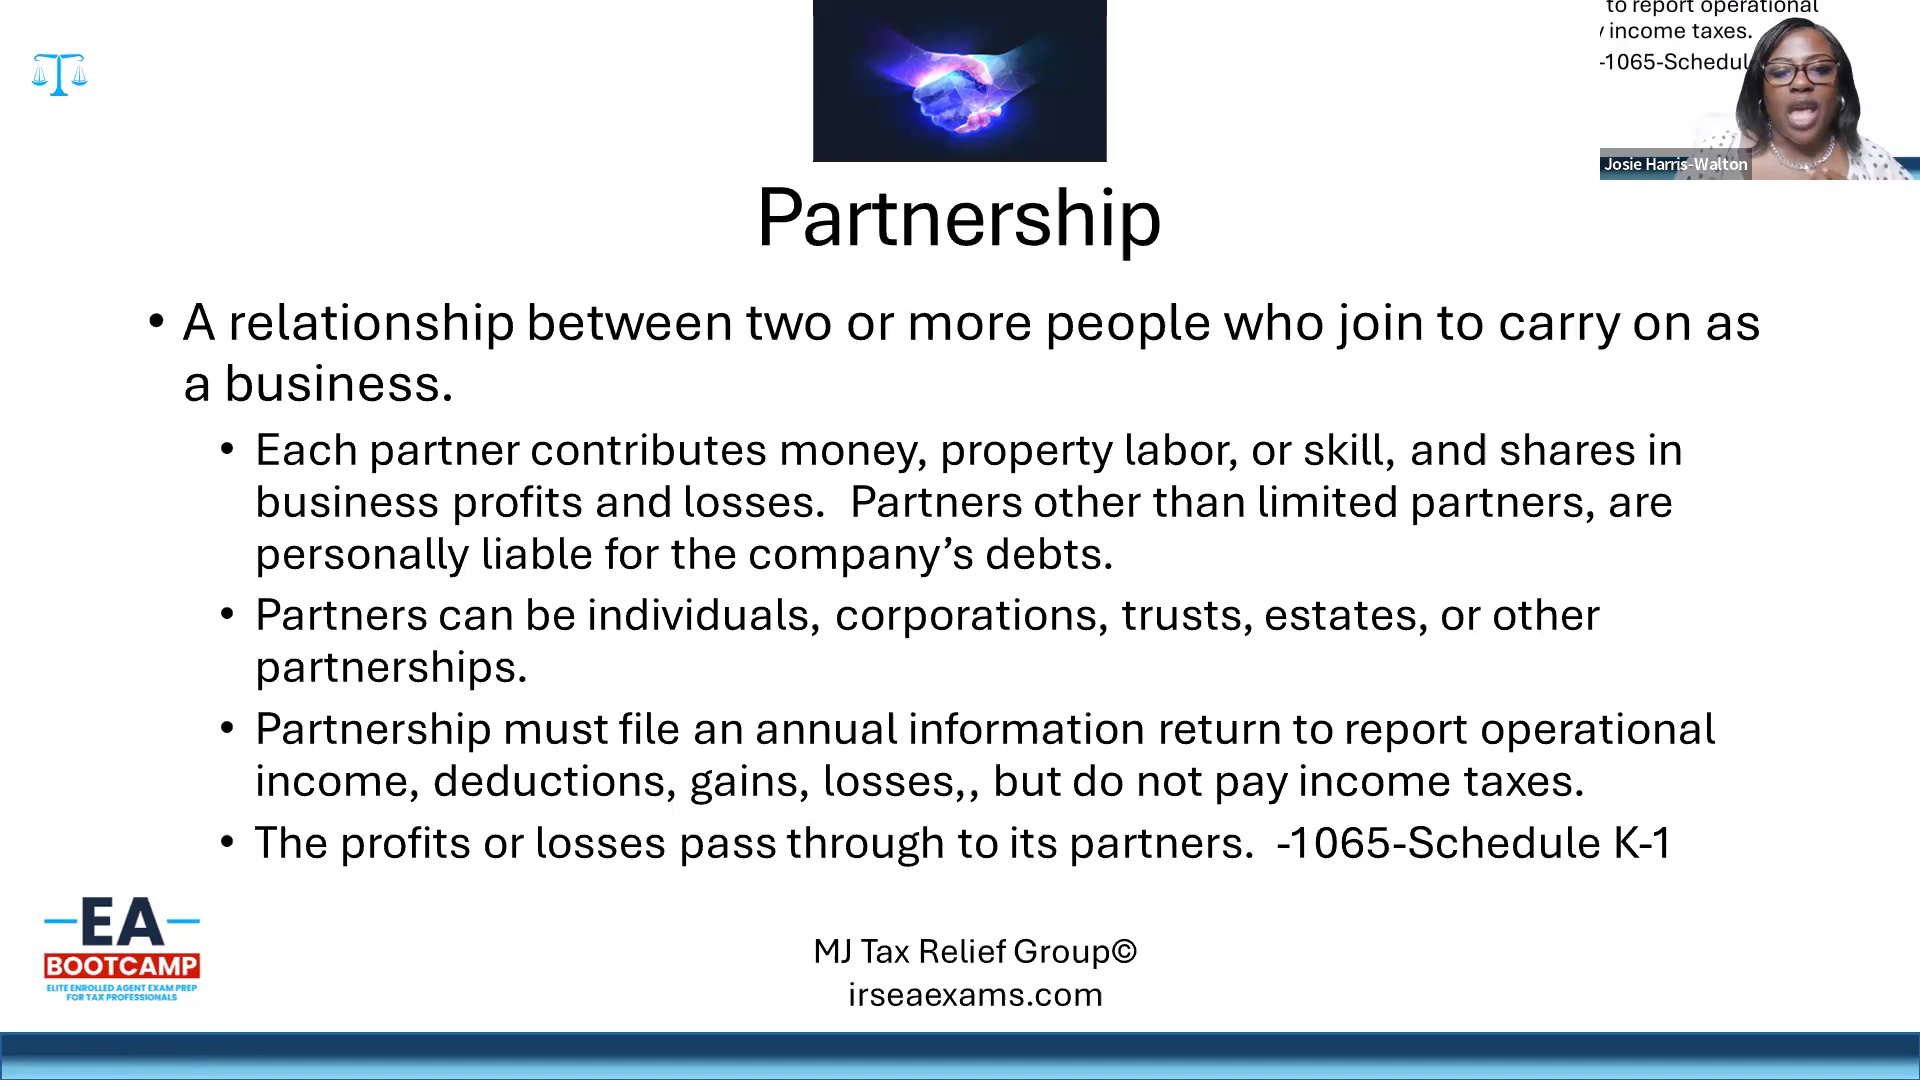 to report operational
income taxes.
-1065-Schedul
Josie Harris-Walton
Partnership
• A relationship between two or more people who join to carry on as
a business.
• Each partner contributes money, property labor, or skill, and shares in
business profits and losses.  Partners other than limited partners, are
personally liable for the company’s debts.
• Partners can be individuals, corporations, trusts, estates, or other
partnerships.
• Partnership must file an annual information return to report operational
income, deductions, gains, losses,, but do not pay income taxes.
• The profits or losses pass through to its partners.  -1065-Schedule K-1
EA
BOOTCAMP
ELITE ENROLLED AGENT EXAM PREP
FOR TAX PROFESSIONALS
MJ Tax Relief Group©
irseaexams.com